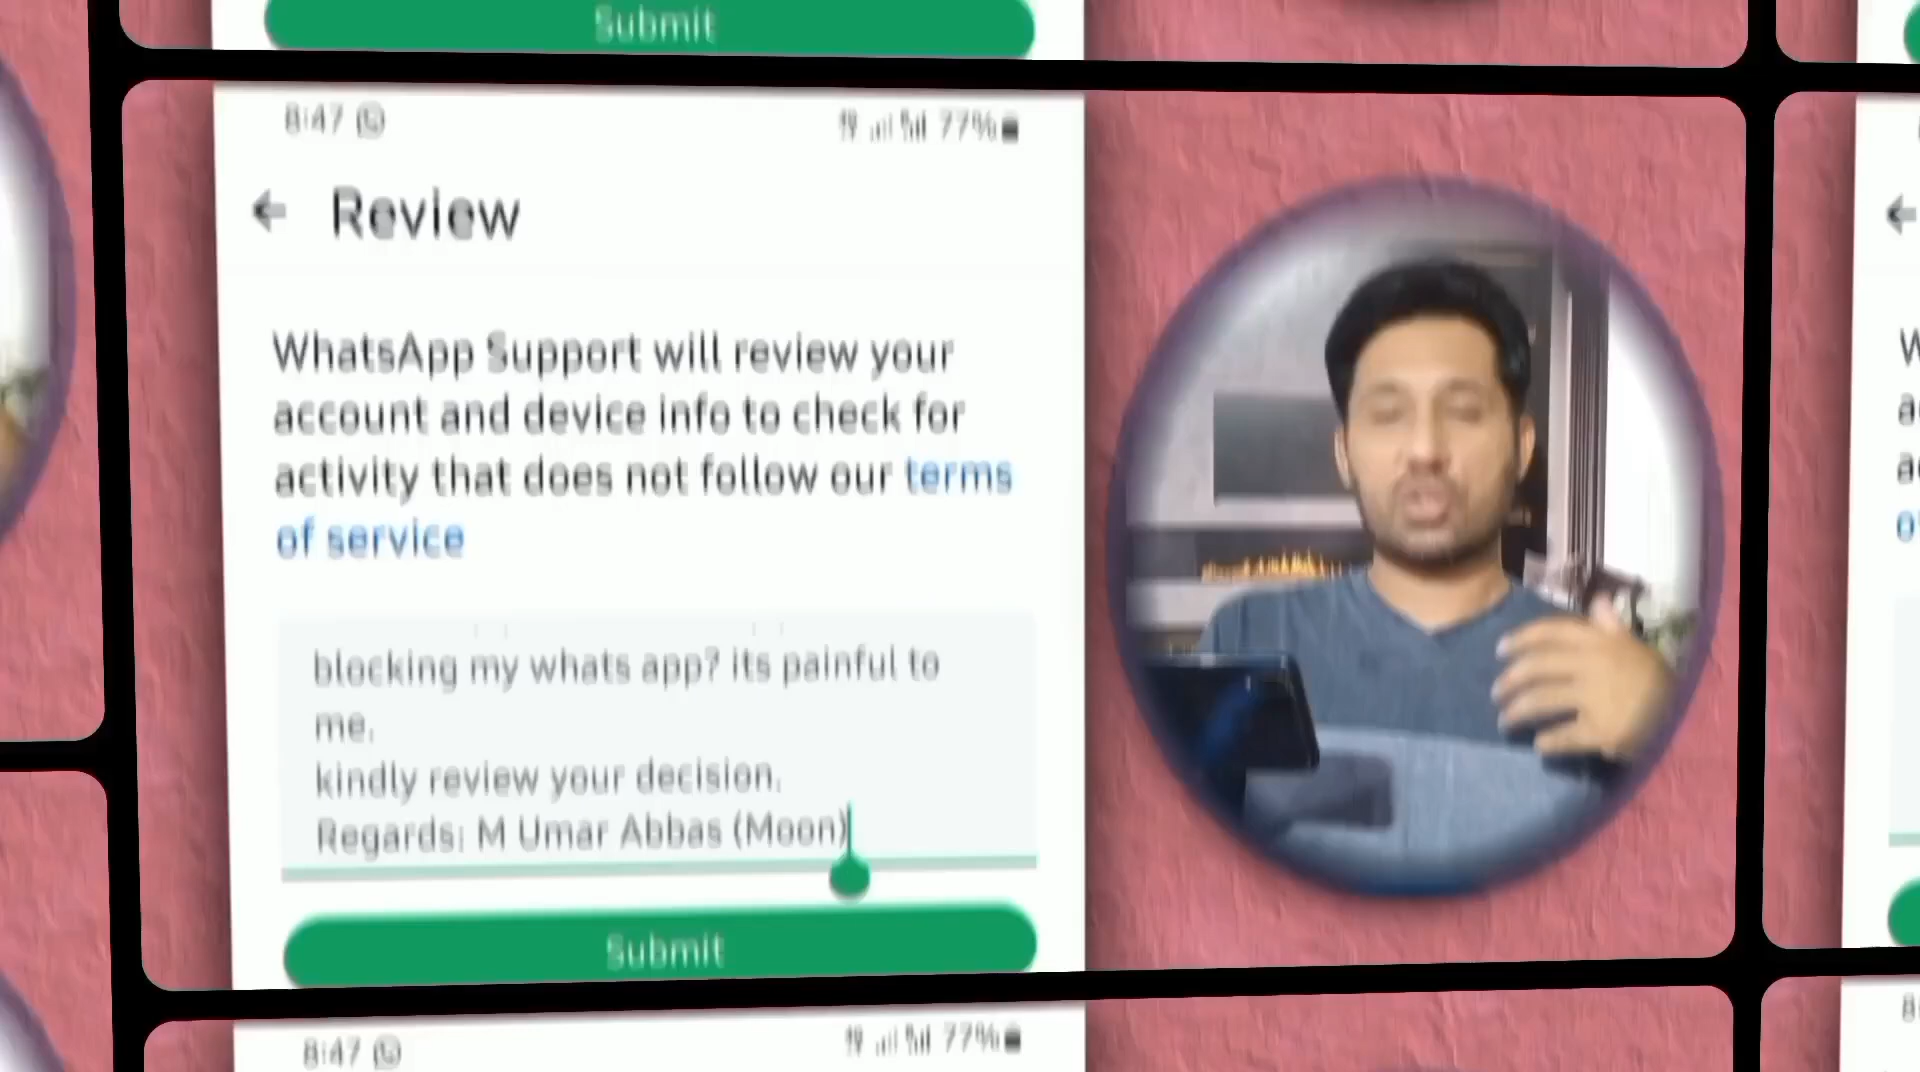 Submit
8:47
77%
Review
WhatsApp Support will review your
account and device info to check for
activity that does not follow our terms
of service
blocking my whats app? its painful to
me.
kindly review your decision.
Regards: M Umar Abbas (Moon)
Submit
8:47
77%